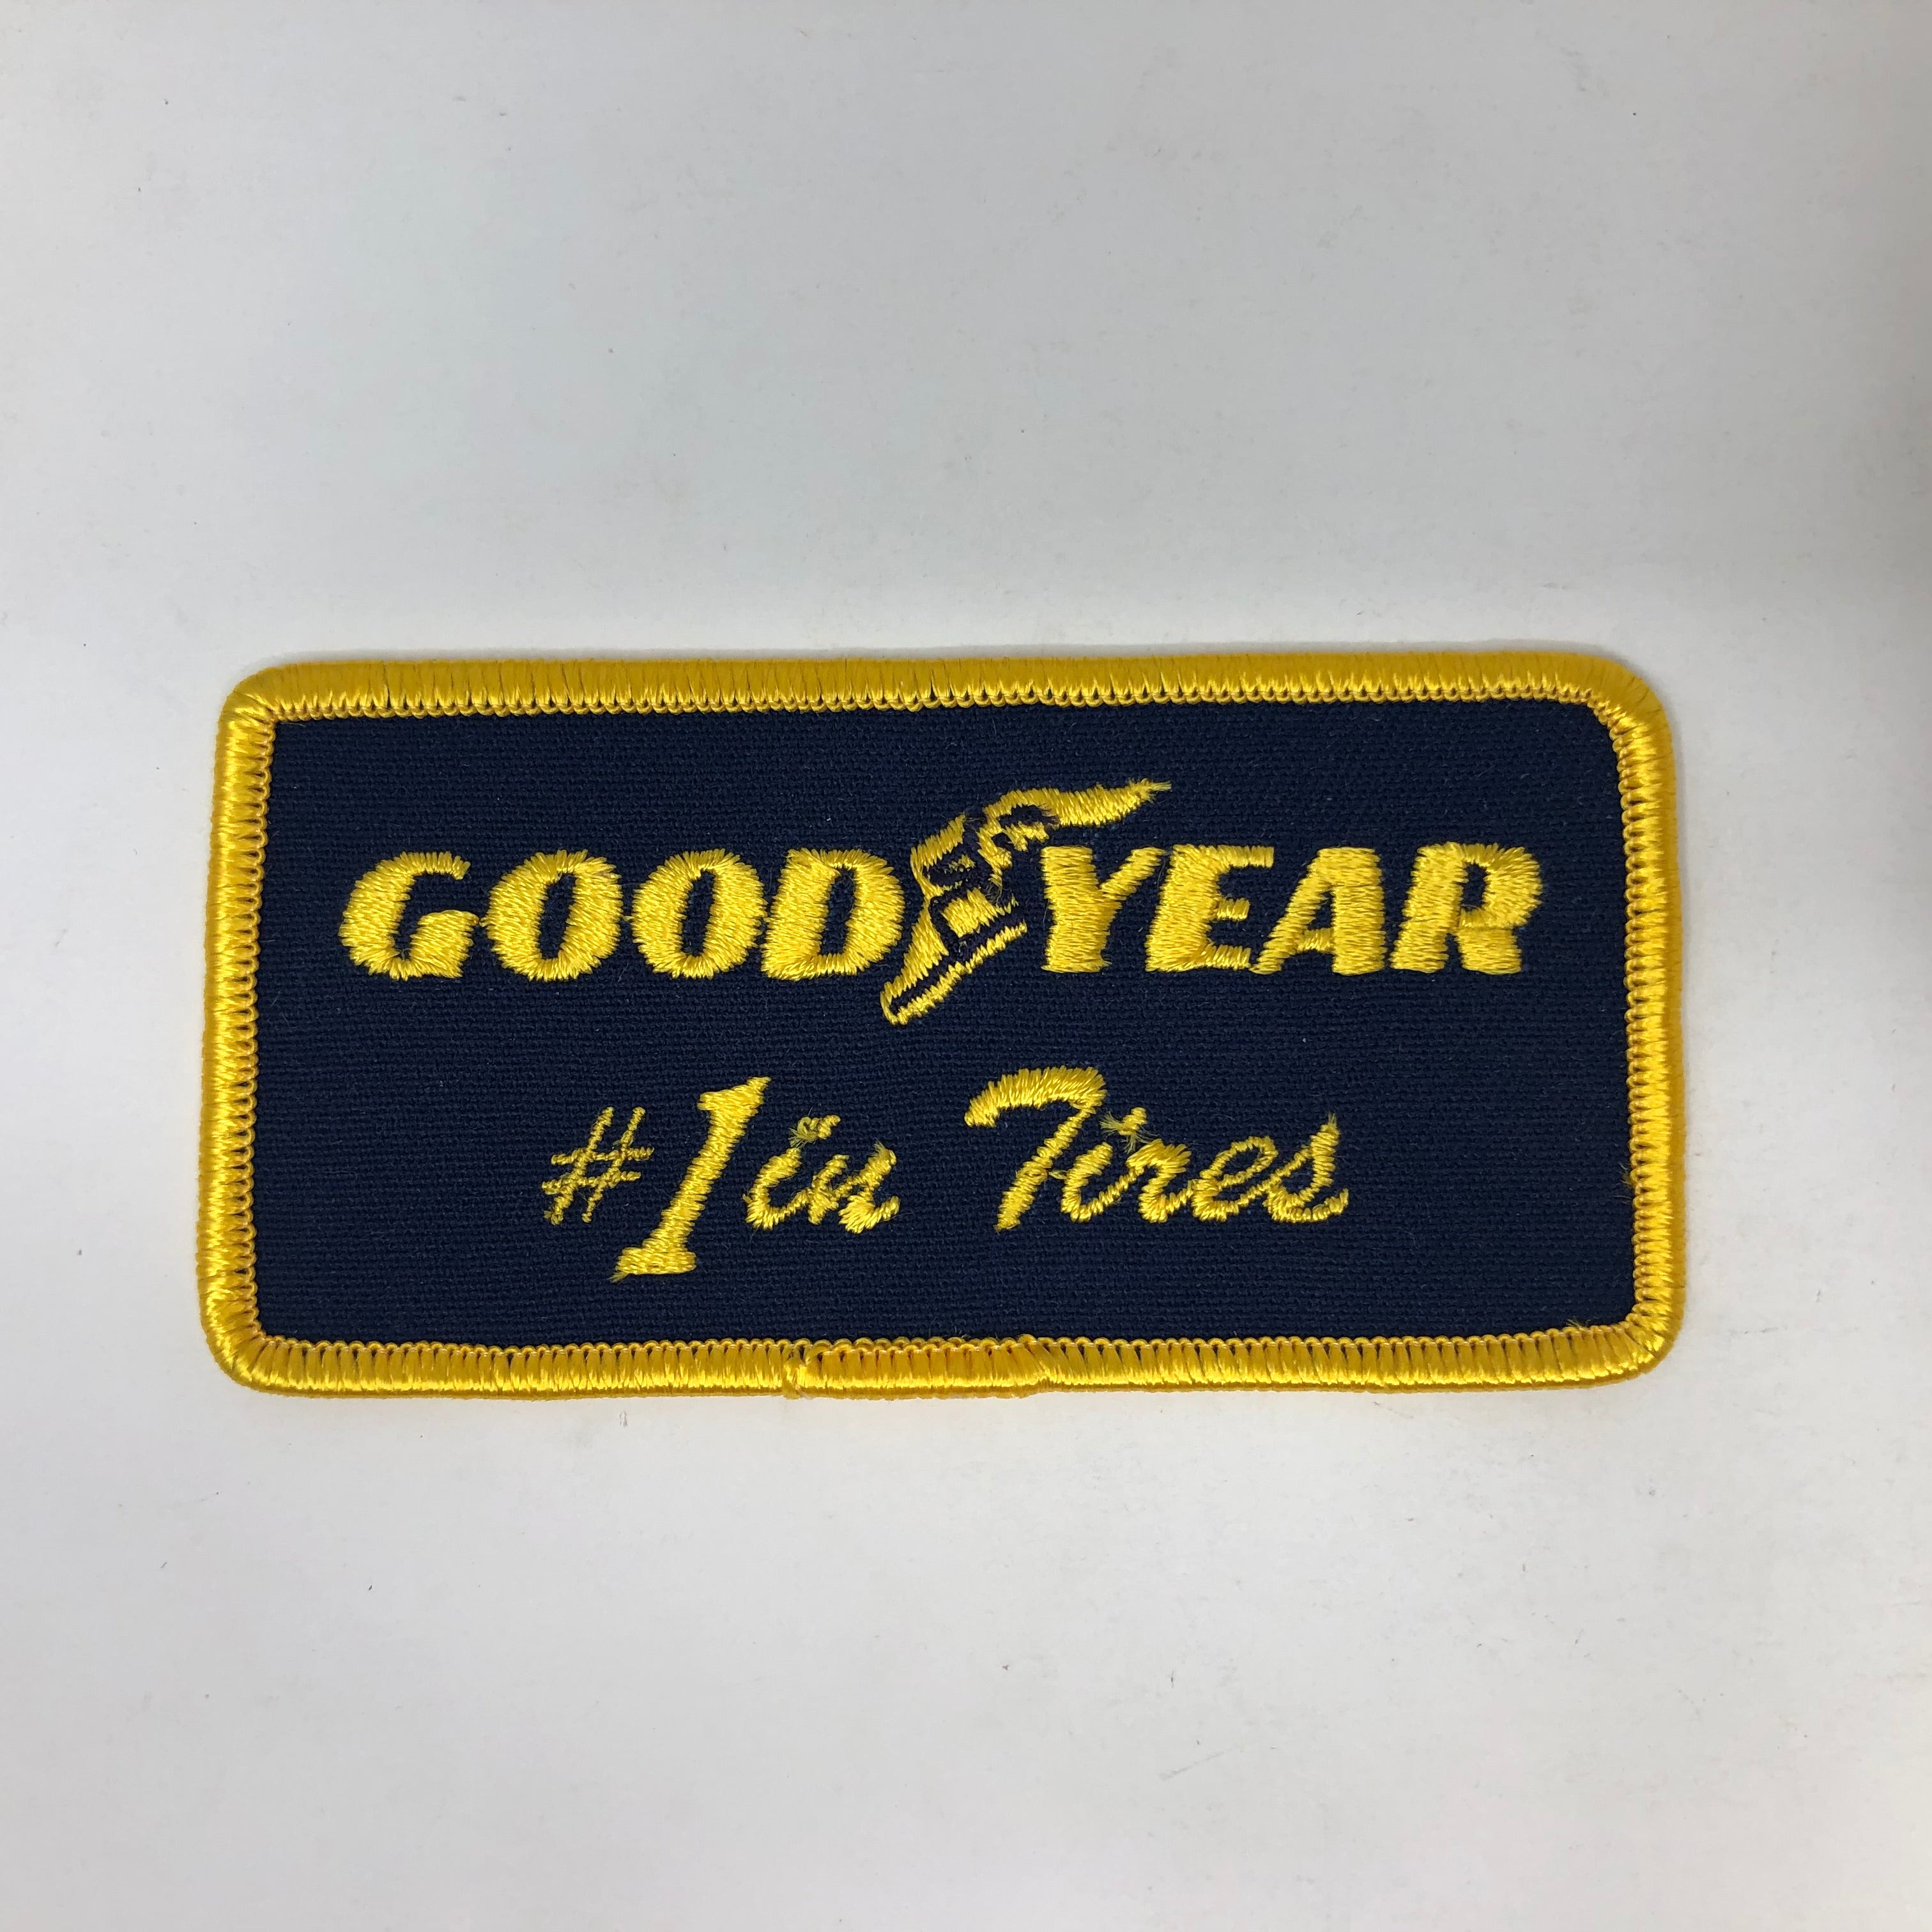 GOODYEAR
#1 in Tires